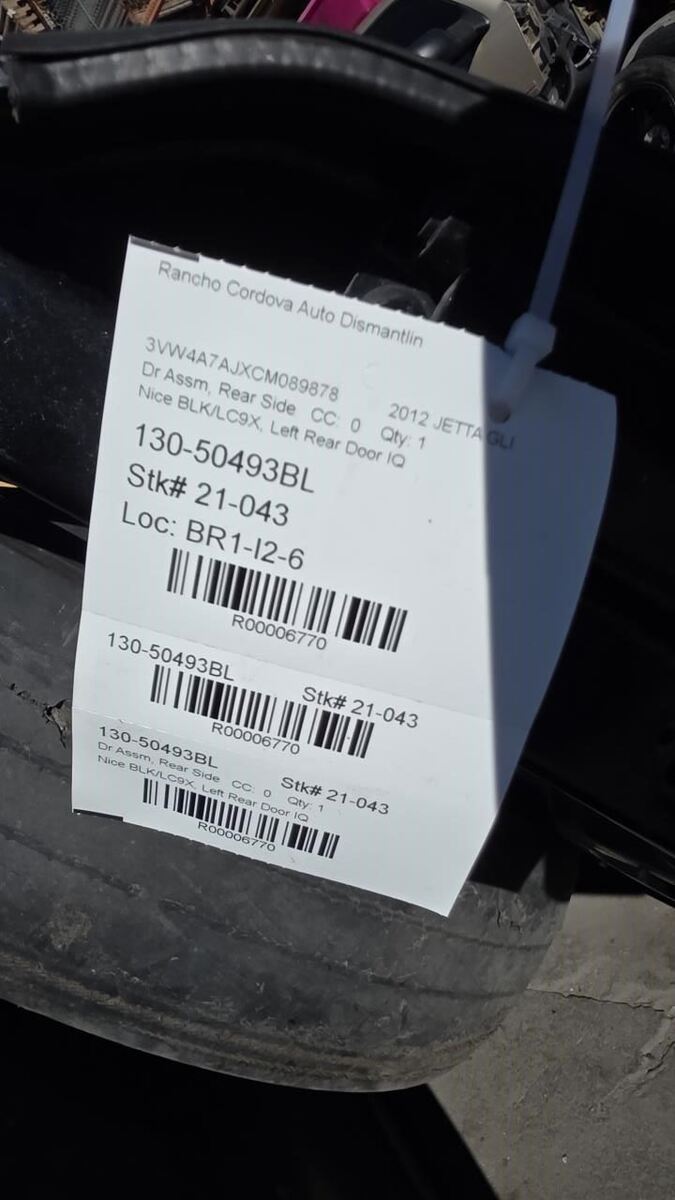 Rancho Cordova Auto Dismantlin
3VW4A7AJXCM089878 2012 JETTA GLI
Dr Assm, Rear Side CC: 0 Qty: 1
Nice BLK/LC9X, Left Rear Door IQ
130-50493BL
Stk# 21-043
Loc: BR1-I2-6
R00006770
130-50493BL Stk# 21-043
R00006770
130-50493BL Stk# 21-043
Dr Assm, Rear Side CC: 0 Qty: 1
Nice BLK/LC9X, Left Rear Door IQ
R00006770